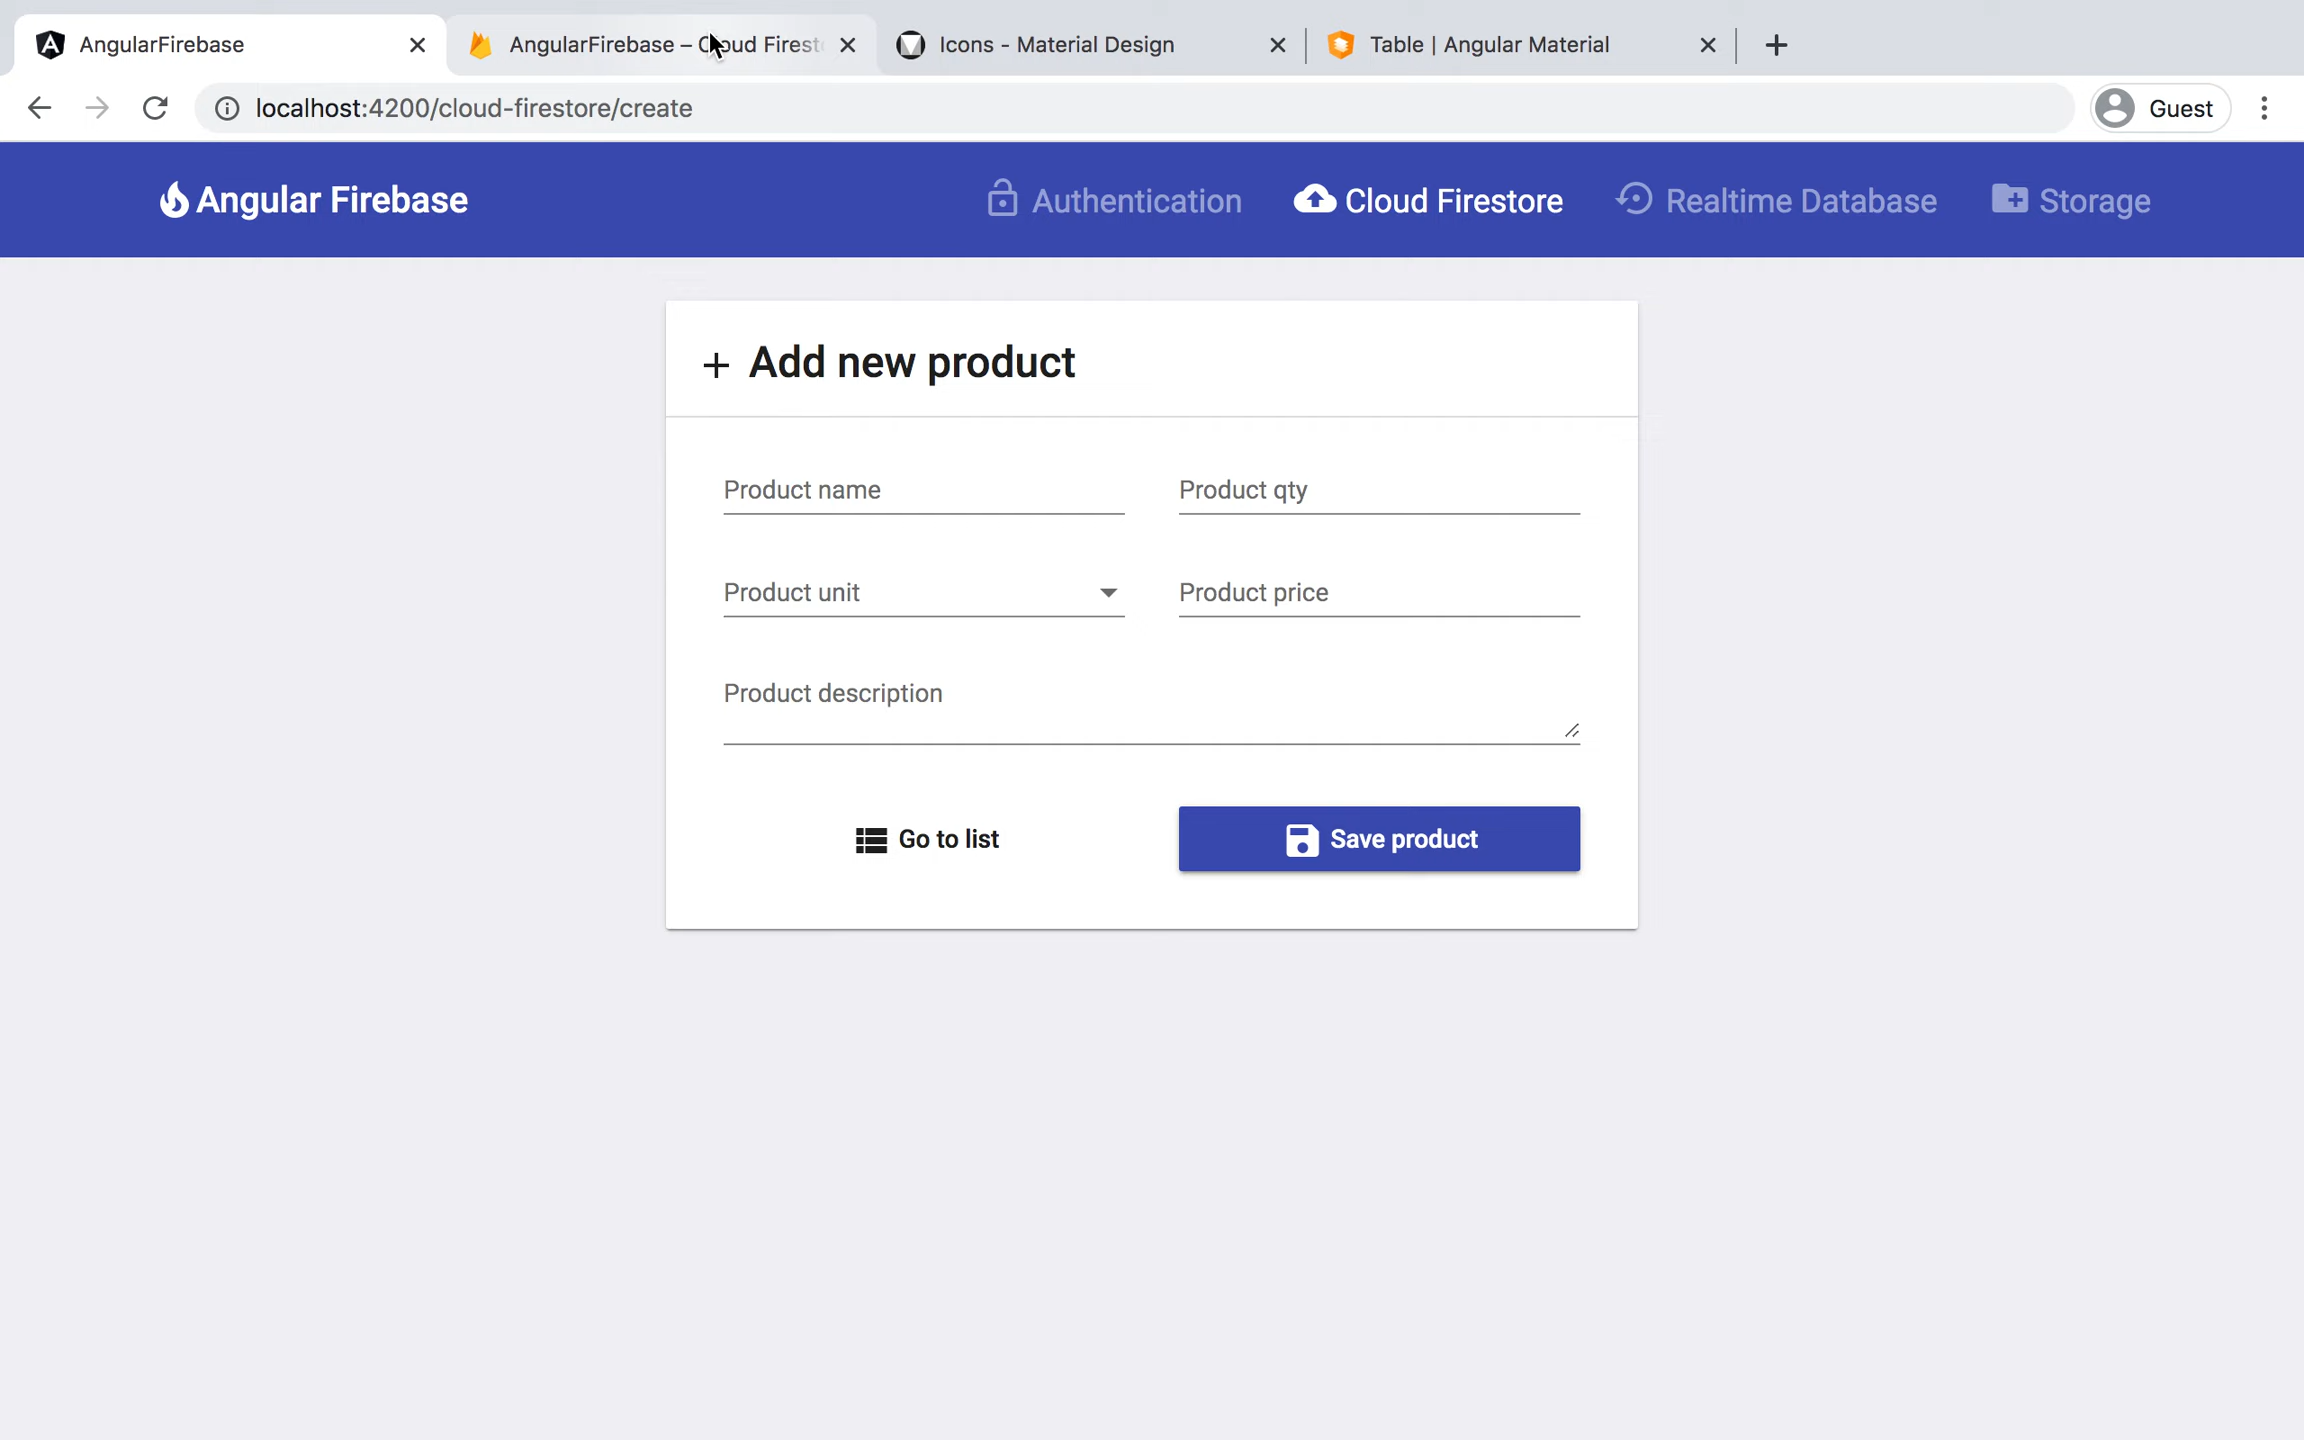 AngularFirebase
AngularFirebase – Cloud Firest
Icons - Material Design
Table | Angular Material
localhost:4200/cloud-firestore/create
Guest
Angular Firebase
Authentication
Cloud Firestore
Realtime Database
Storage
Add new product
Product name
Product qty
Product unit
Product price
Product description
Go to list
Save product